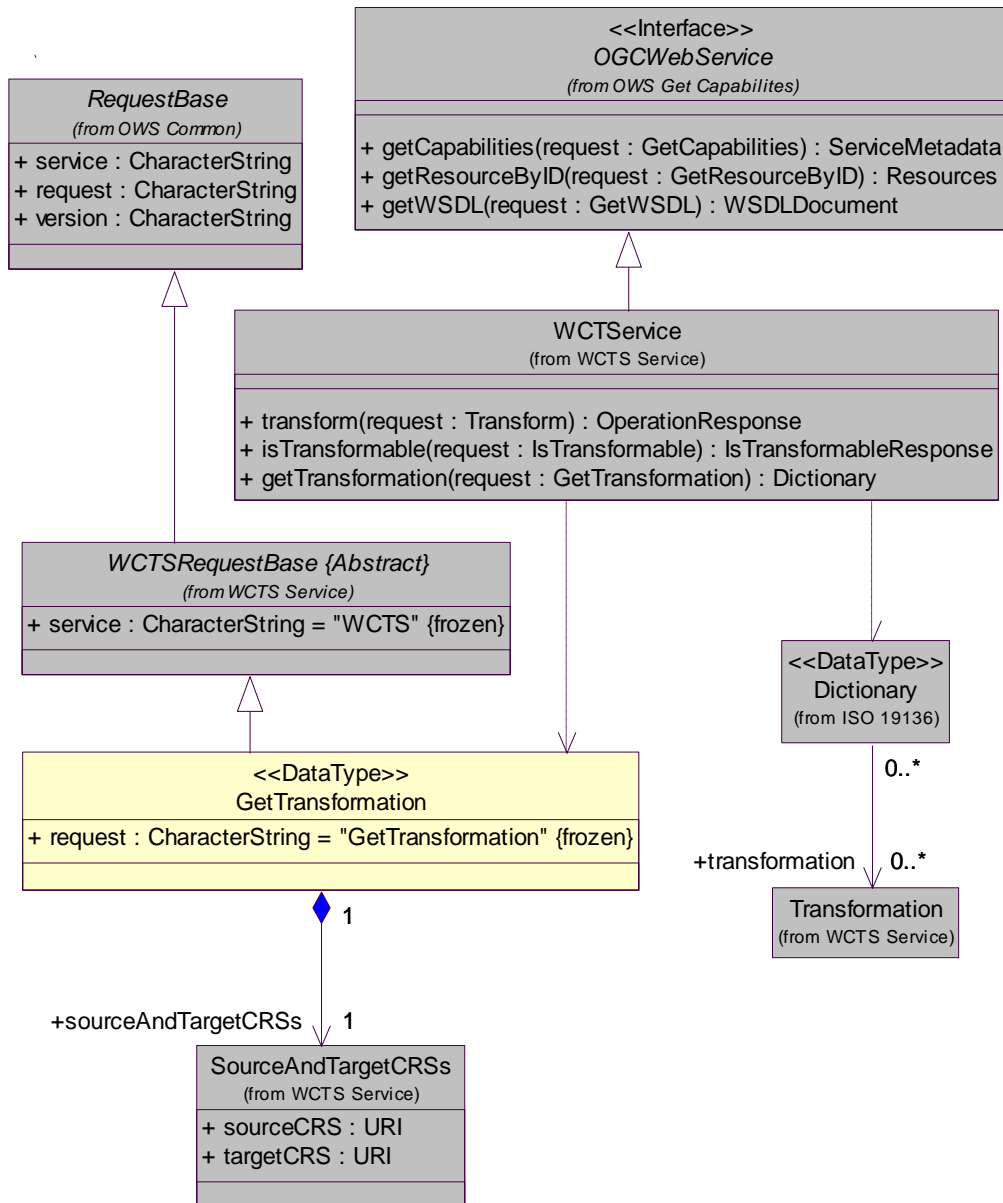 <<Interface>>
OGCWebService
(from OWS Get Capabilites)
+ getCapabilities(request : GetCapabilities) : ServiceMetadata
+ getResourceByID(request : GetResourceByID) : Resources
+ getWSDL(request : GetWSDL) : WSDLDocument
RequestBase
(from OWS Common)
+ service : CharacterString
+ request : CharacterString
+ version : CharacterString
WCTService
(from WCTS Service)
+ transform(request : Transform) : OperationResponse
+ isTransformable(request : IsTransformable) : IsTransformableResponse
+ getTransformation(request : GetTransformation) : Dictionary
WCTSRequestBase {Abstract}
(from WCTS Service)
+ service : CharacterString = "WCTS" {frozen}
<<DataType>>
Dictionary
(from ISO 19136)
0..*
<<DataType>>
GetTransformation
+ request : CharacterString = "GetTransformation" {frozen}
+transformation 0..*
Transformation
(from WCTS Service)
1
+sourceAndTargetCRSs 1
SourceAndTargetCRSs
(from WCTS Service)
+ sourceCRS : URI
+ targetCRS : URI